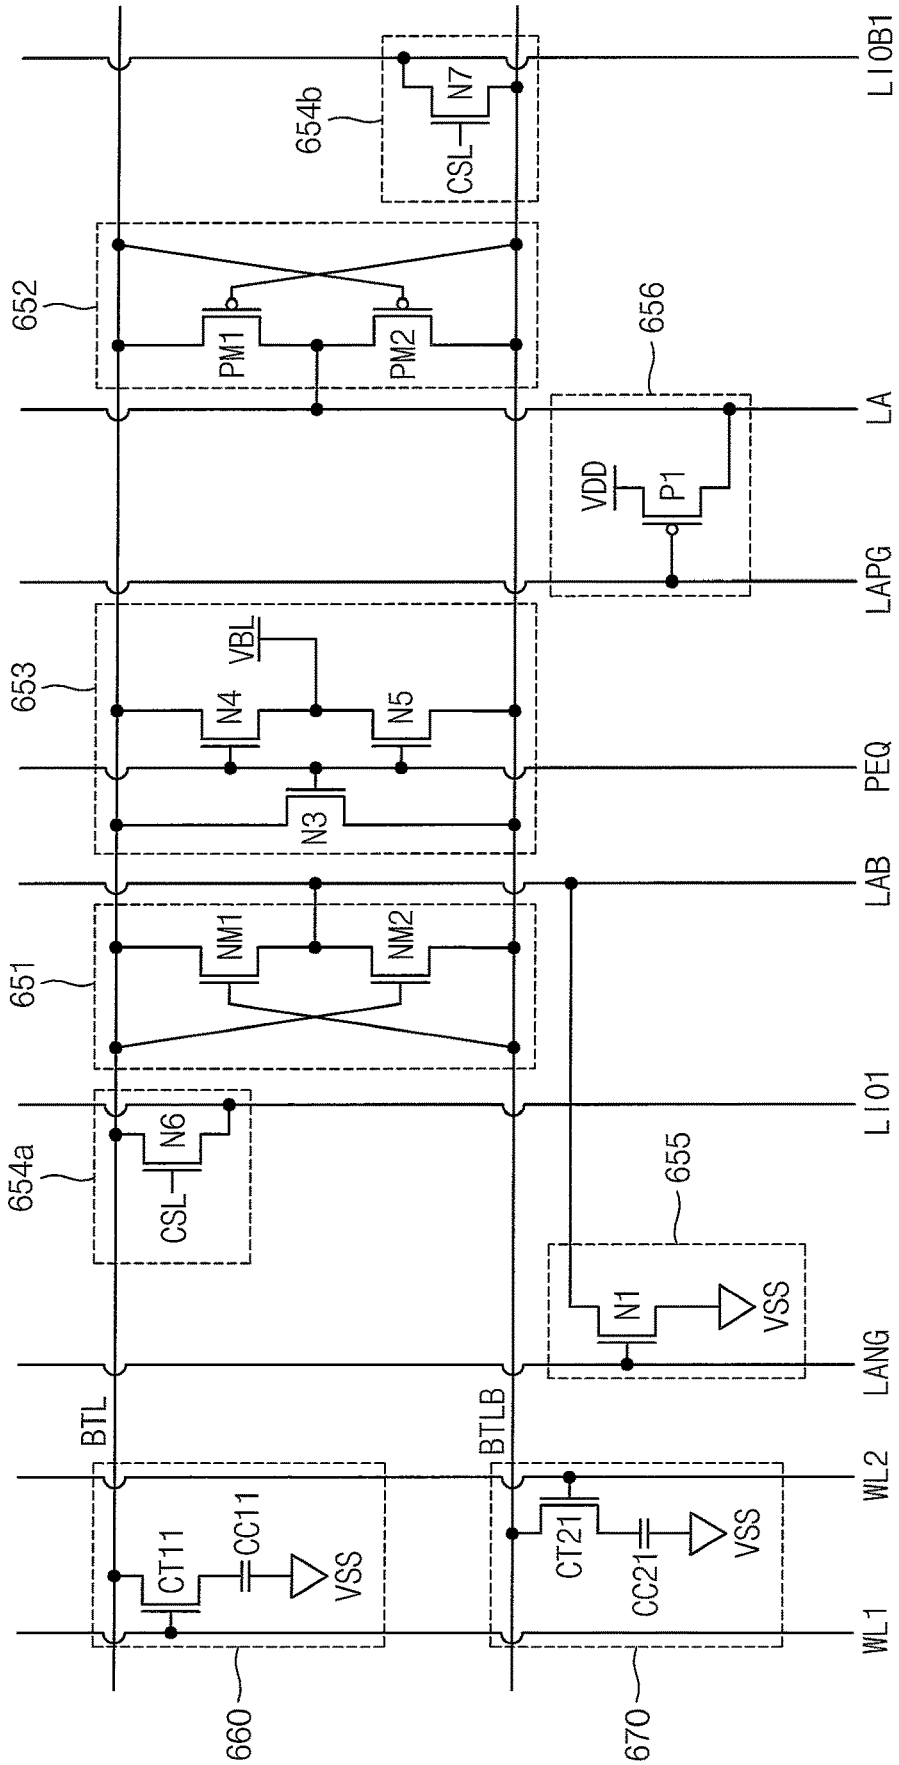 660
670
654a
651
653
652
654b
655
656
BTL
BTLB
CT11
CC11
VSS
CT21
CC21
VSS
CSL
N6
NM1
NM2
N3
N4
N5
VBL
PM1
PM2
CSL
N7
N1
VSS
VDD
P1
WL1
WL2
LANG
LIO1
LAB
PEQ
LAPG
LA
LIOB1